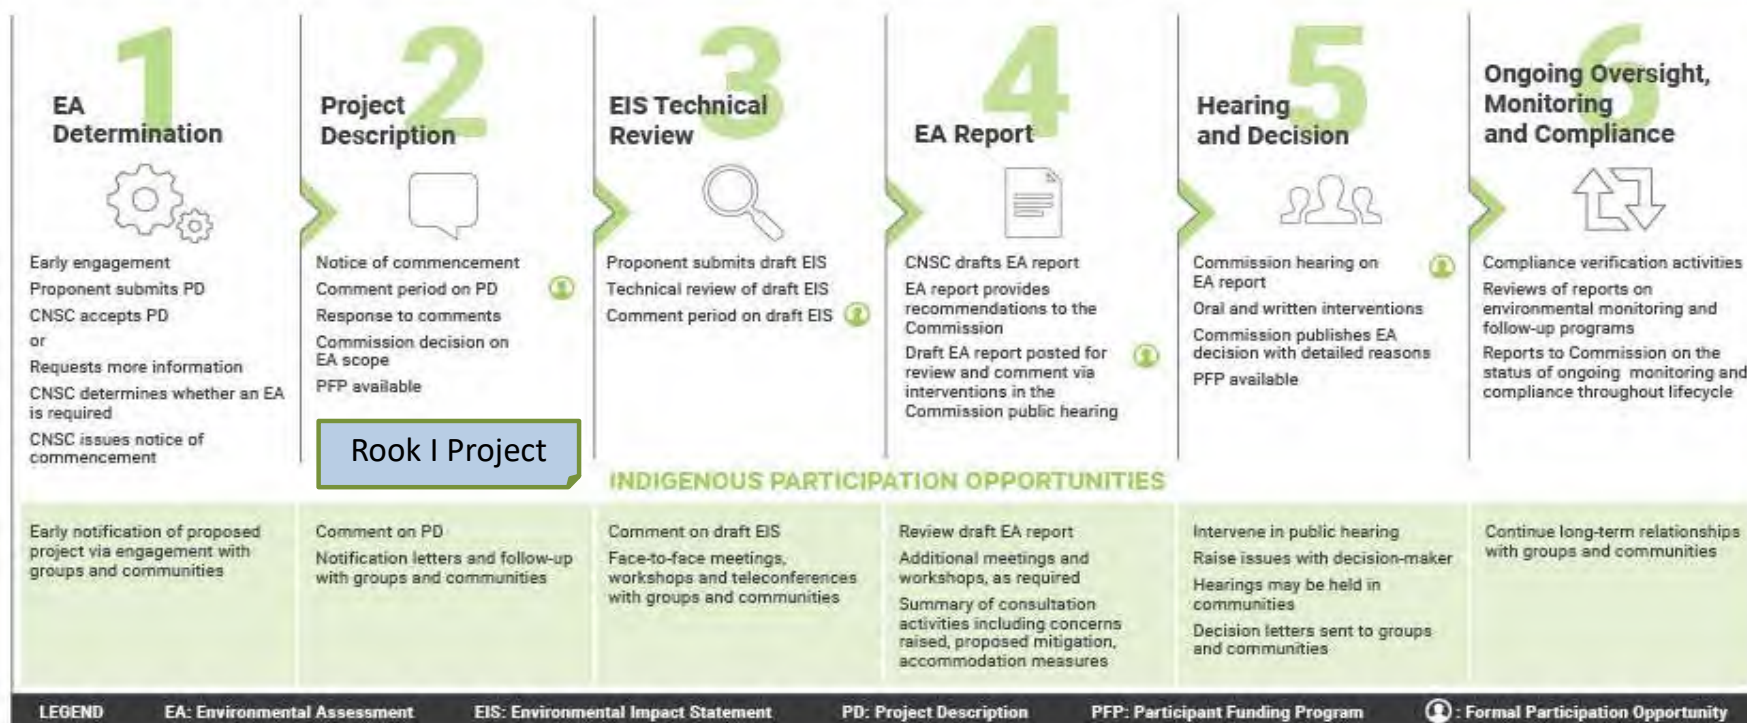 1
EA
Determination
Early engagement
Proponent submits PD
CNSC accepts PD
or
Requests more information
CNSC determines whether an EA
is required
CNSC issues notice of
commencement
2
Project
Description
Notice of commencement
Comment period on PD
Response to comments
Commission decision on
EA scope
PFP available
Rook I Project
3
EIS Technical
Review
Proponent submits draft EIS
Technical review of draft EIS
Comment period on draft EIS
4
EA Report
CNSC drafts EA report
EA report provides
recommendations to the
Commission
Draft EA report posted for
review and comment via
interventions in the
Commission public hearing
5
Hearing
and Decision
Commission hearing on
EA report
Oral and written interventions
Commission publishes EA
decision with detailed reasons
PFP available
6
Ongoing Oversight,
Monitoring
and Compliance
Compliance verification activities
Reviews of reports on
environmental monitoring and
follow-up programs
Reports to Commission on the
status of ongoing monitoring and
compliance throughout lifecycle
INDIGENOUS PARTICIPATION OPPORTUNITIES
Early notification of proposed
project via engagement with
groups and communities
Comment on PD
Notification letters and follow-up
with groups and communities
Comment on draft EIS
Face-to-face meetings,
workshops and teleconferences
with groups and communities
Review draft EA report
Additional meetings and
workshops, as required
Summary of consultation
activities including concerns
raised, proposed mitigation,
accommodation measures
Intervene in public hearing
Raise issues with decision-maker
Hearings may be held in
communities
Decision letters sent to groups
and communities
Continue long-term relationships
with groups and communities
LEGEND EA: Environmental Assessment EIS: Environmental Impact Statement PD: Project Description PFP: Participant Funding Program : Formal Participation Opportunity